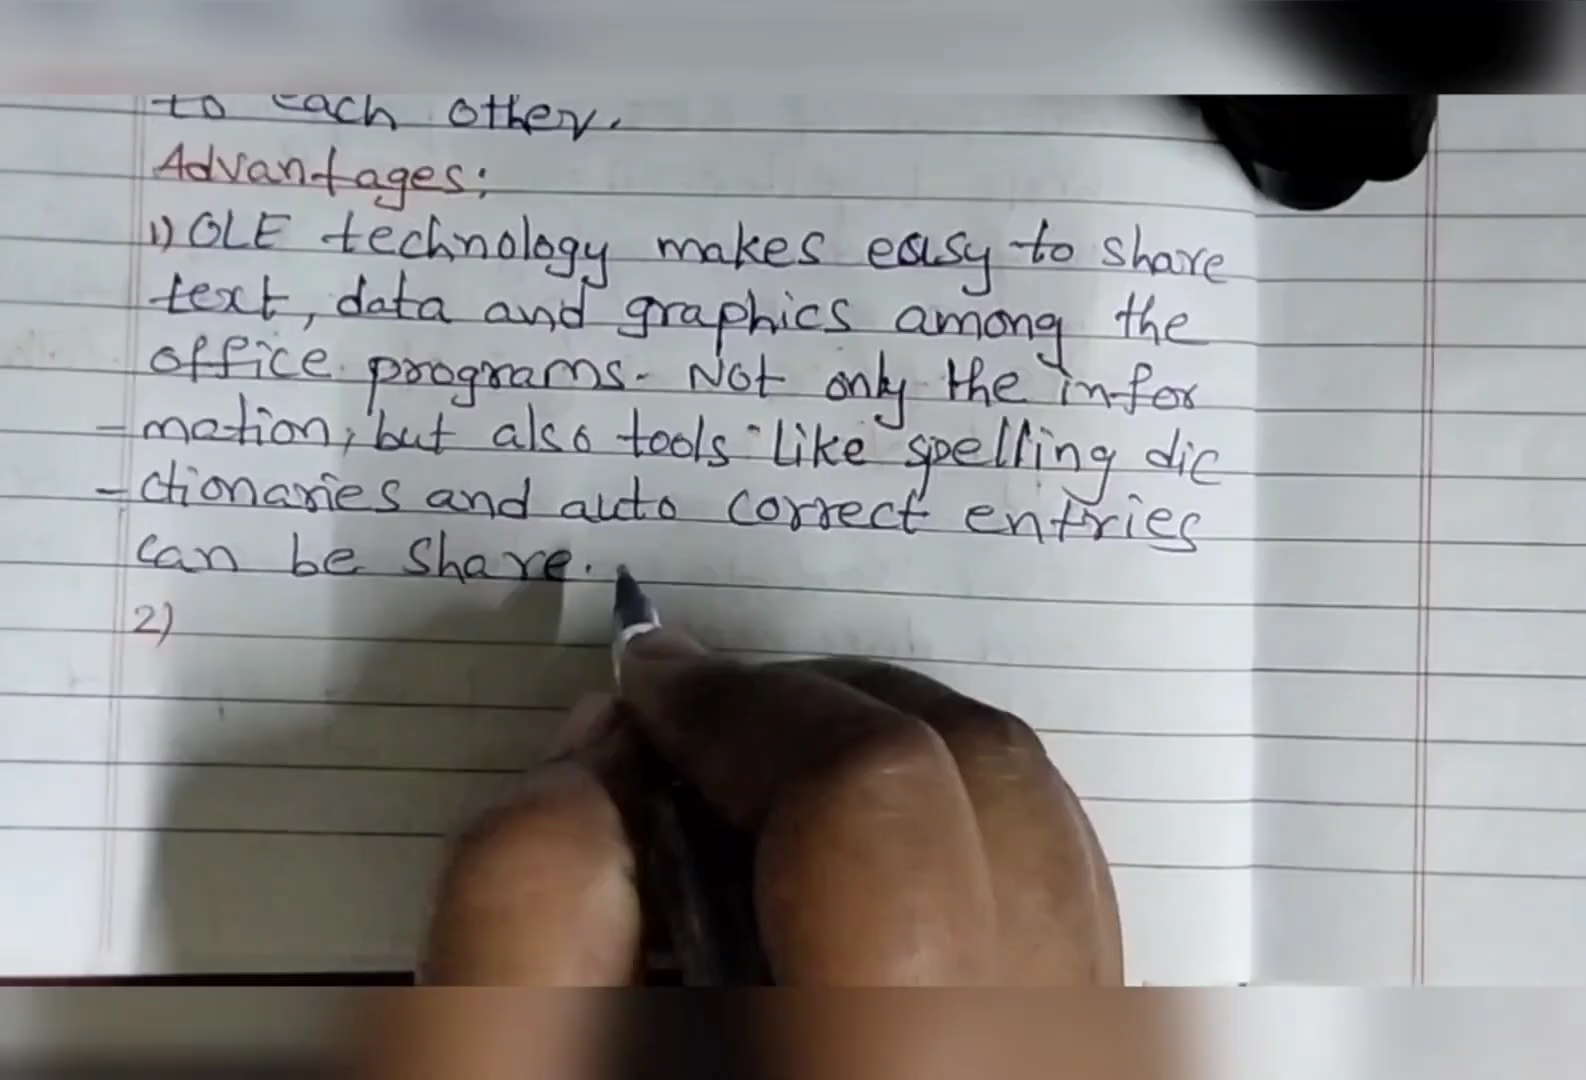 to each other.
Advantages:
1) OLE technology makes easy to share
text, data and graphics among the
office programs. Not only the infor
-mation, but also tools like spelling dic
-ctionaries and auto correct entries
can be share.
2)